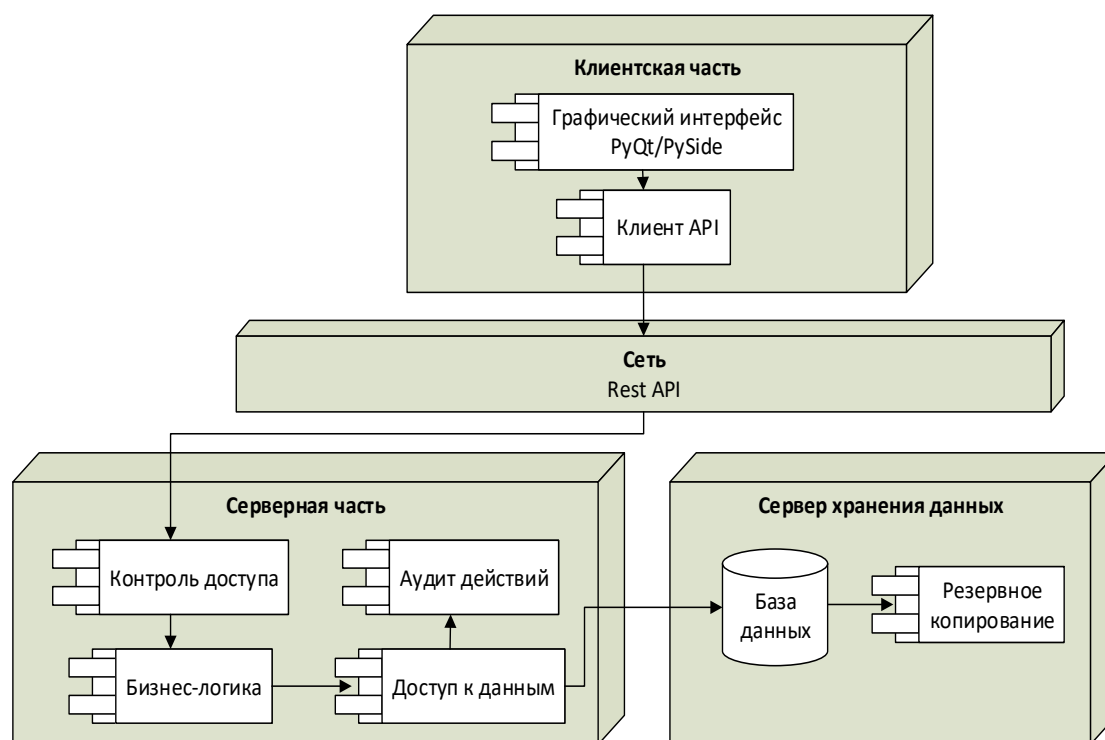 Клиентская часть
Графический интерфейс
PyQt/PySide
Клиент API
Сеть
Rest API
Серверная часть
Контроль доступа
Аудит действий
Бизнес-логика
Доступ к данным
Сервер хранения данных
База
данных
Резервное
копирование